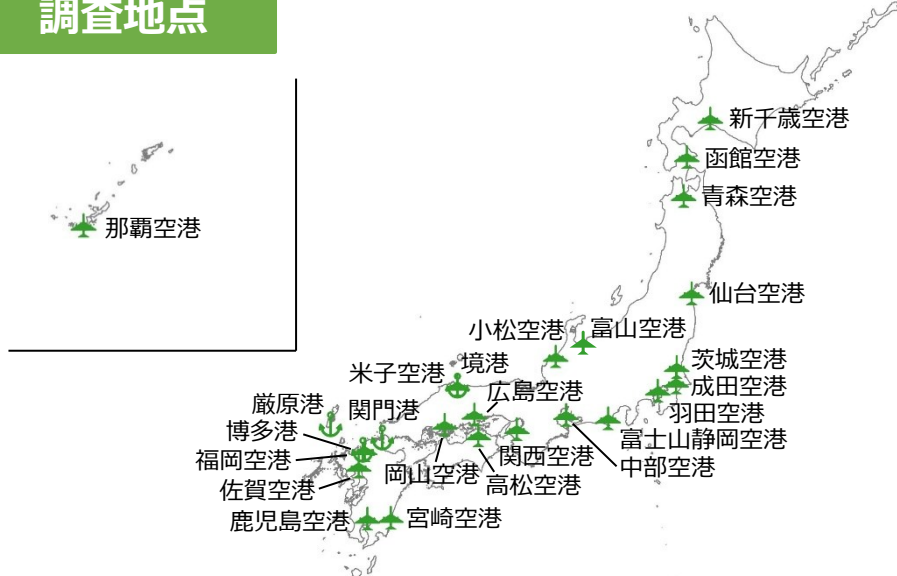 調査地点
新千歳空港
函館空港
青森空港
那覇空港
仙台空港
小松空港
富山空港
境港
米子空港
茨城空港
成田空港
広島空港
厳原港
関門港
羽田空港
博多港
富士山静岡空港
福岡空港
関西空港
中部空港
岡山空港
高松空港
佐賀空港
鹿児島空港
宮崎空港